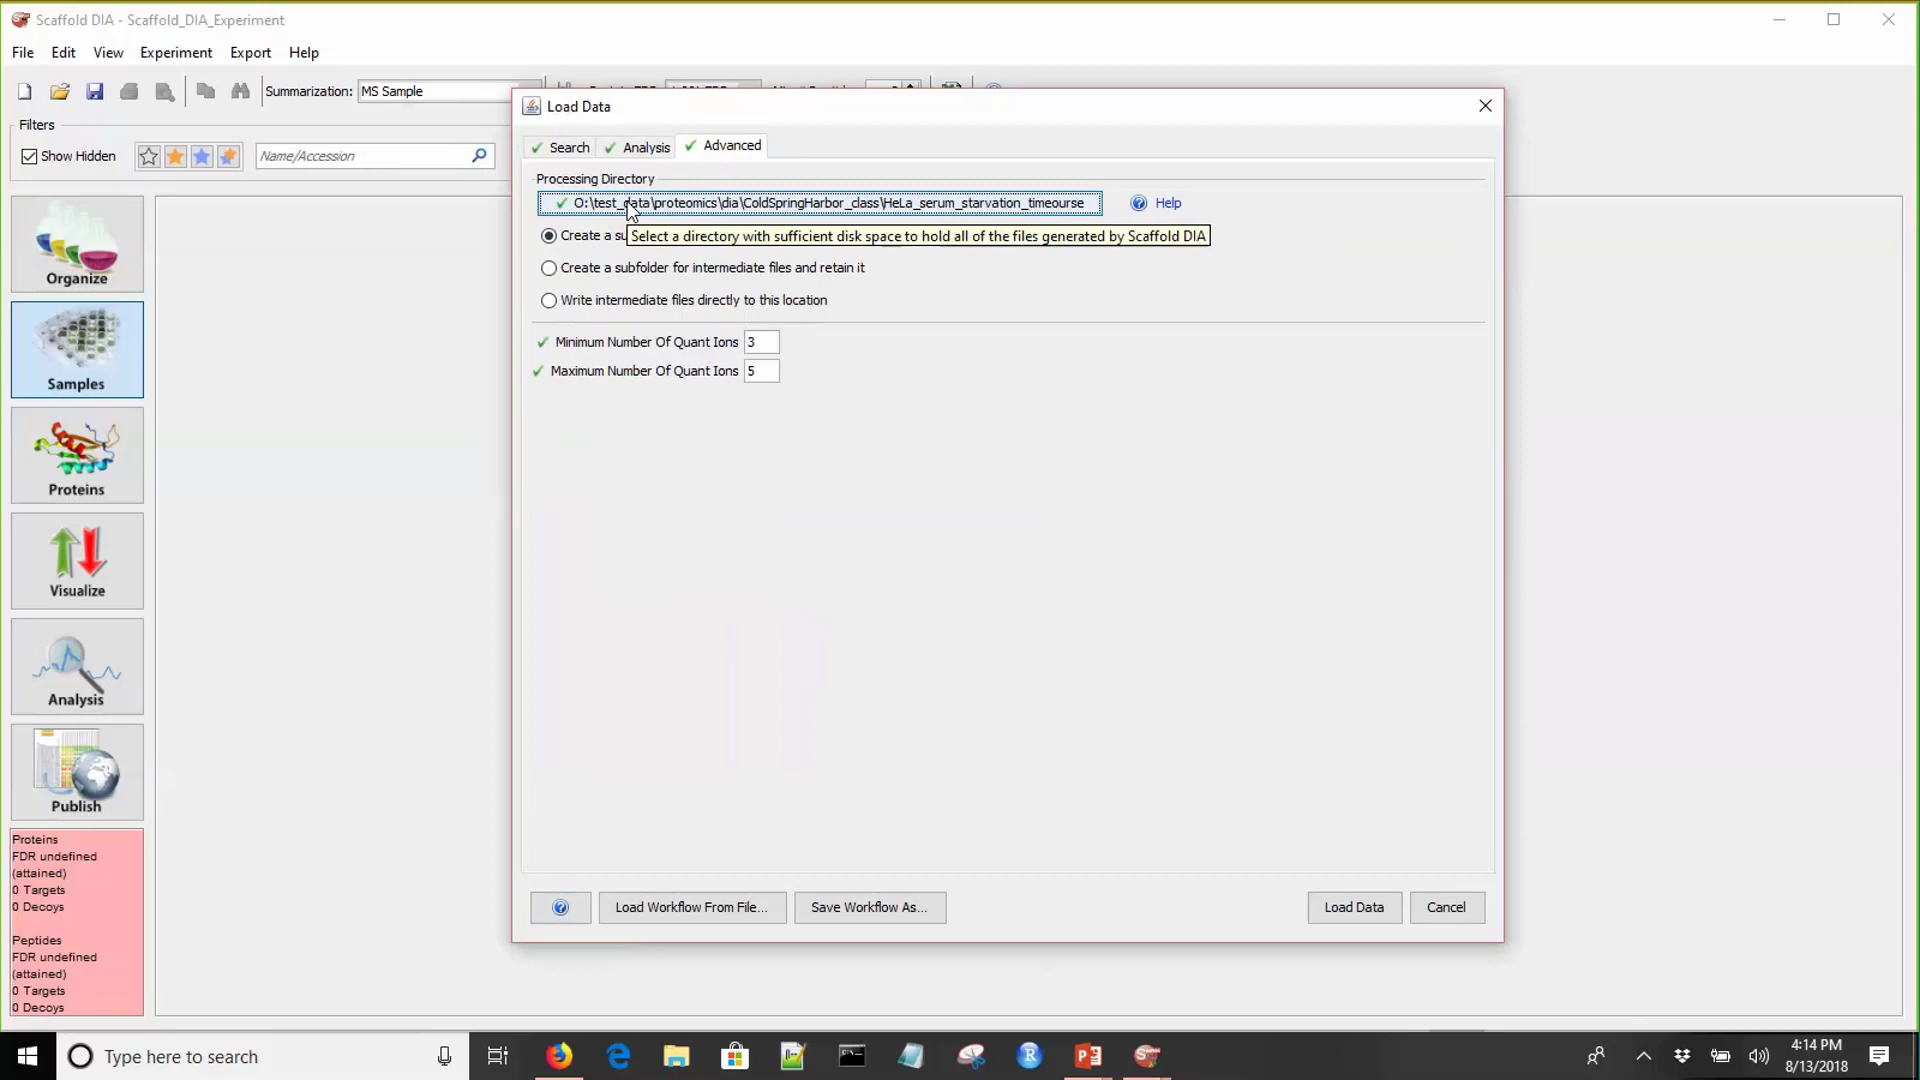 Scaffold DIA - Scaffold_DIA_Experiment
File Edit View Experiment Export Help
Summarization: MS Sample
Load Data
Filters
Show Hidden
Name/Accession
Search Analysis Advanced
Processing Directory
O:\test_data\proteomics\dia\ColdSpringHarbor_class\HeLa_serum_starvation_timeourse
Help
Create a su
Select a directory with sufficient disk space to hold all of the files generated by Scaffold DIA
Create a subfolder for intermediate files and retain it
Write intermediate files directly to this location
Minimum Number Of Quant Ions 3
Maximum Number Of Quant Ions 5
Organize
Samples
Proteins
Visualize
Analysis
Publish
Proteins
FDR undefined
(attained)
0 Targets
0 Decoys
Peptides
FDR undefined
(attained)
0 Targets
0 Decoys
Load Workflow From File...
Save Workflow As...
Load Data
Cancel
Type here to search
4:14 PM
8/13/2018